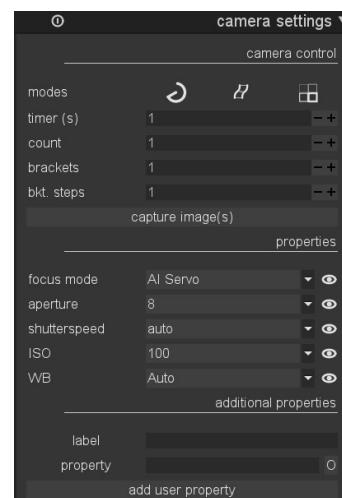 camera settings
camera control
modes
timer (s) 1 - +
count 1 - +
brackets 1 - +
bkt. steps 1 - +
capture image(s)
properties
focus mode AI Servo
aperture 8
shutterspeed auto
ISO 100
WB Auto
additional properties
label
property O
add user property